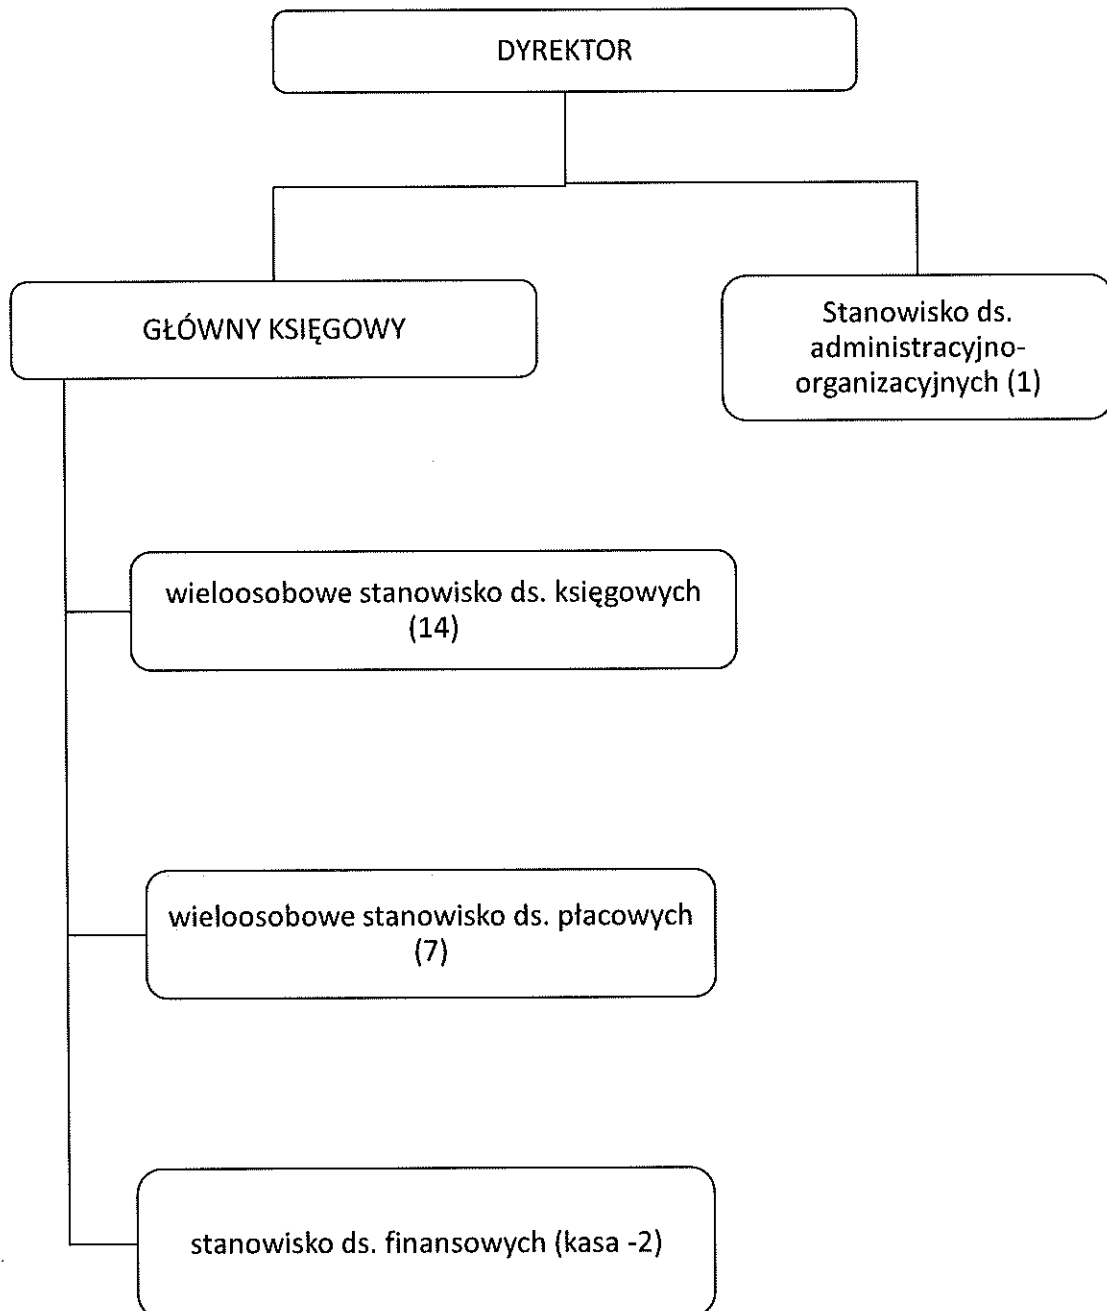 DYREKTOR
GŁÓWNY KSIĘGOWY
Stanowisko ds.
administracyjno-
organizacyjnych (1)
wieloosobowe stanowisko ds. księgowych
(14)
wieloosobowe stanowisko ds. płacowych
(7)
stanowisko ds. finansowych (kasa -2)